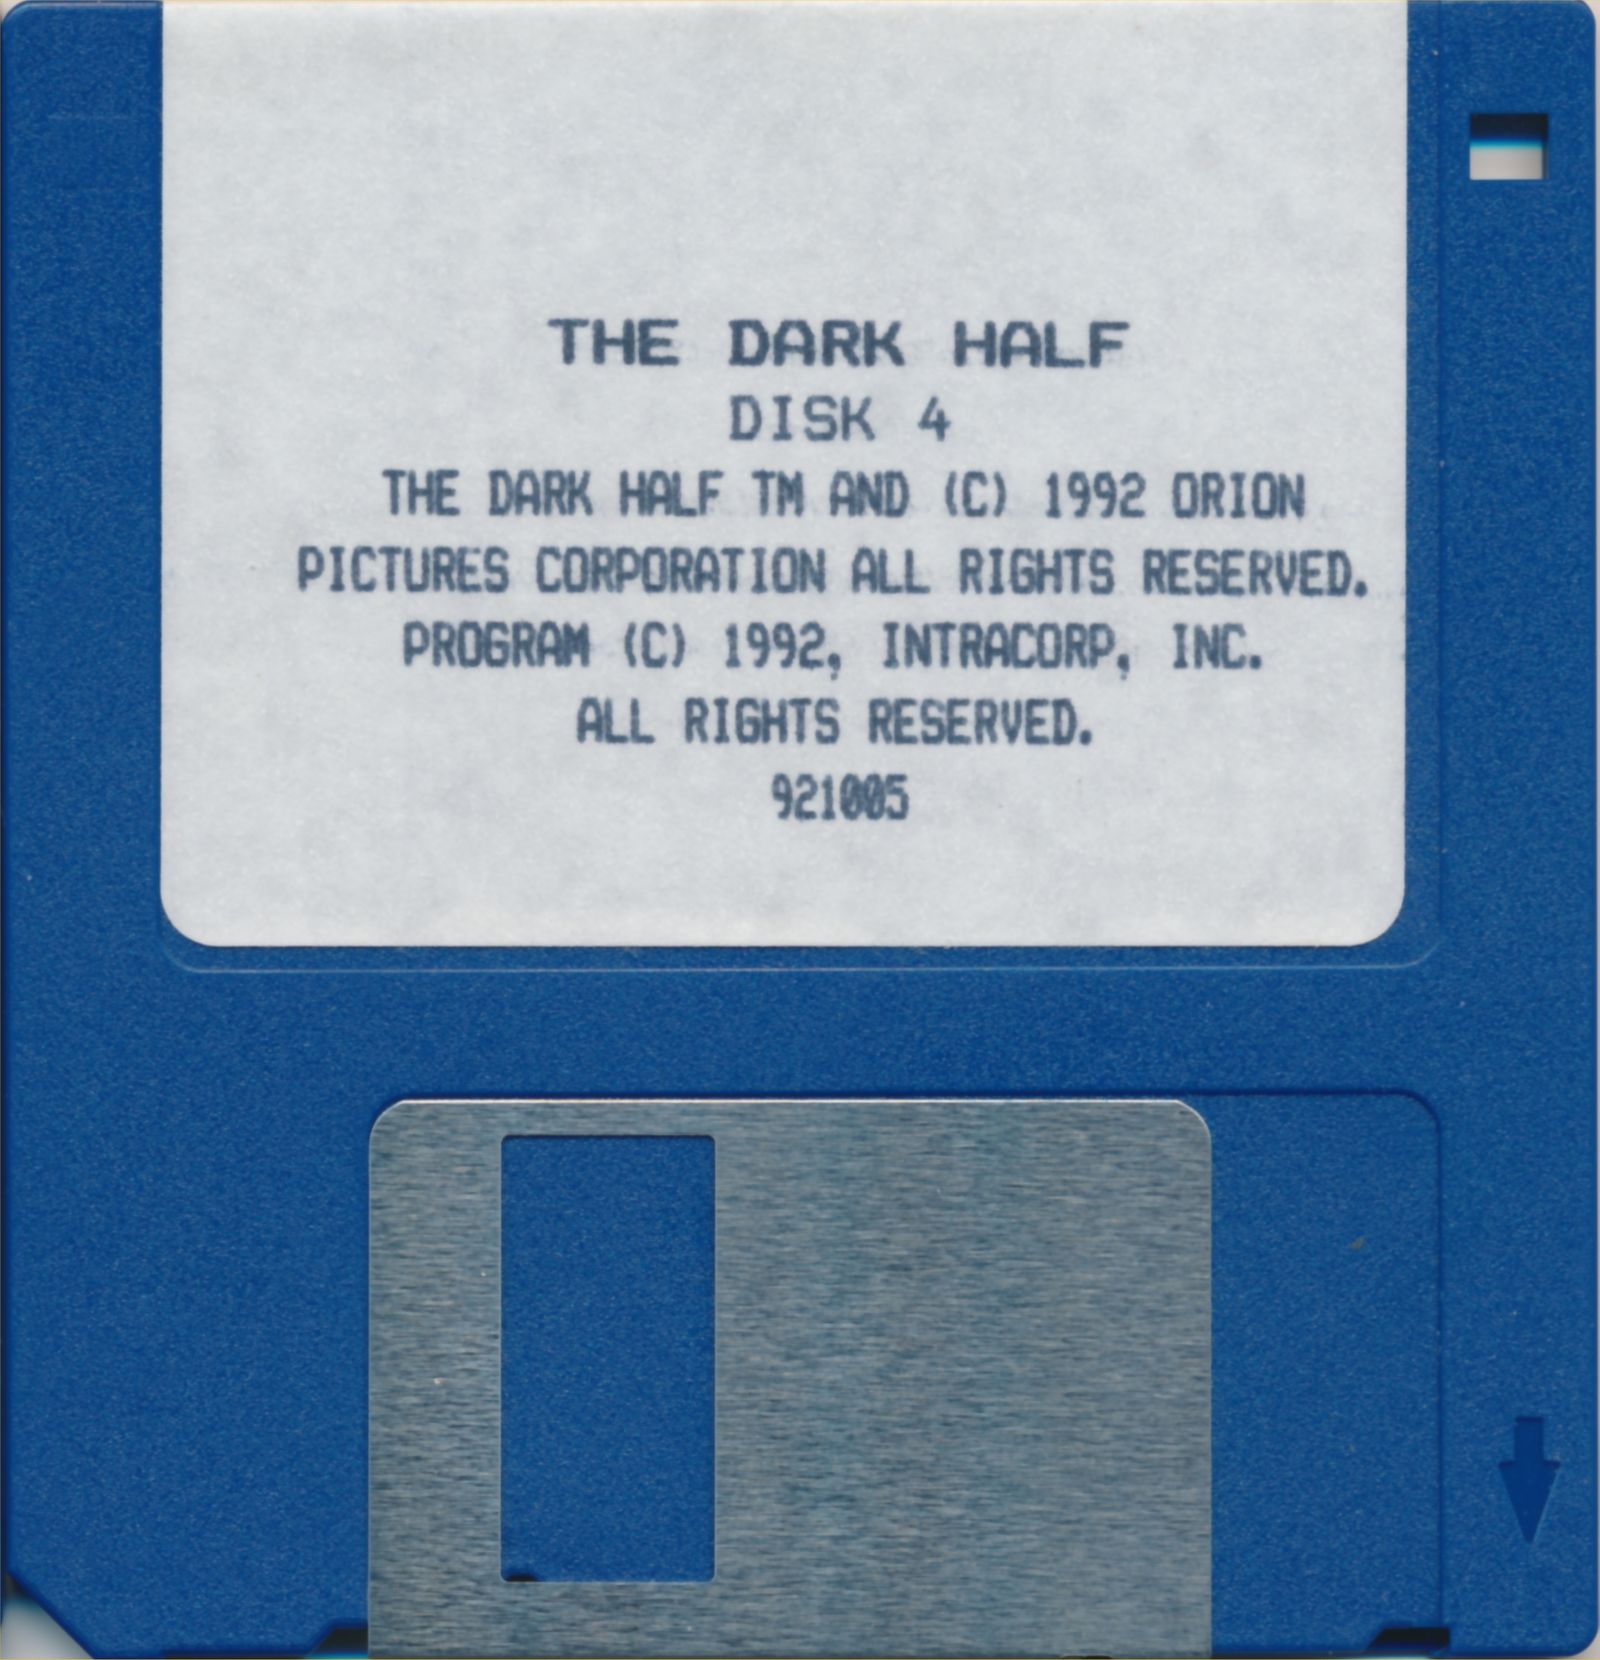 THE DARK HALF
DISK 4
THE DARK HALF TM AND (C) 1992 ORION
PICTURES CORPORATION ALL RIGHTS RESERVED.
PROGRAM (C) 1992, INTRACORP, INC.
ALL RIGHTS RESERVED.
921005